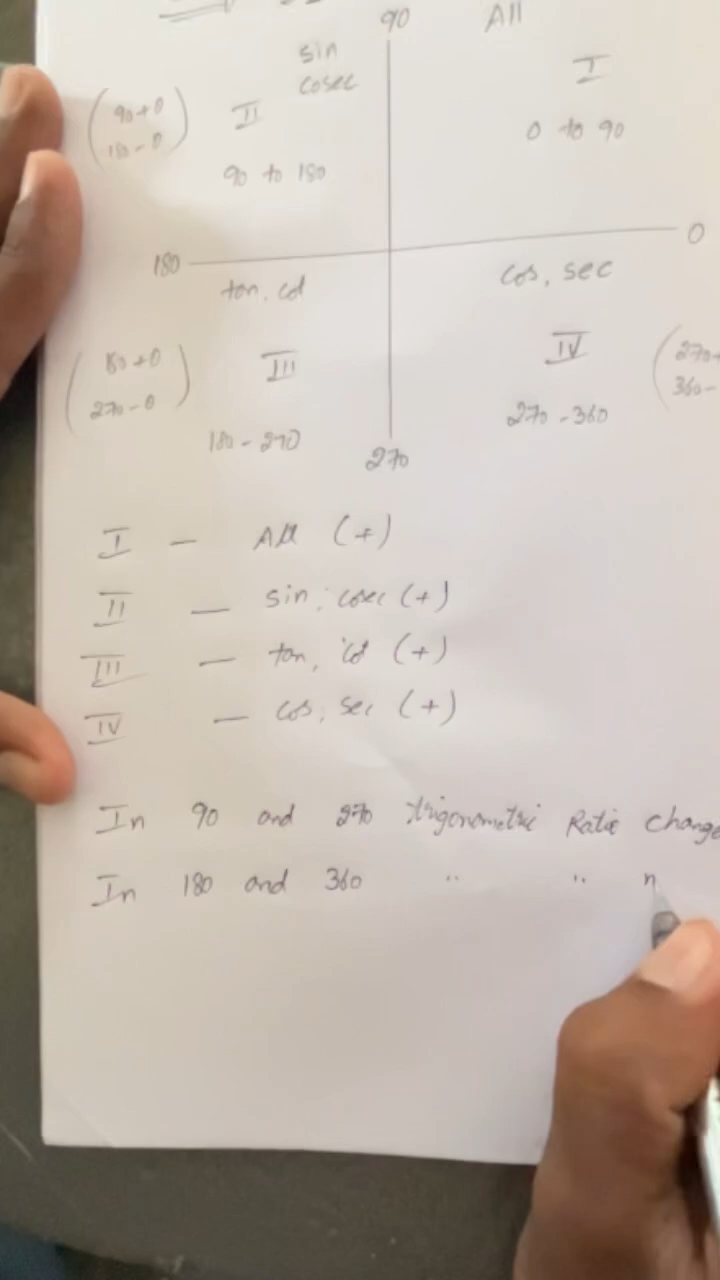 90 All
sin
cosec
I
(90+θ
180-θ)
II
0 to 90
90 to 180
180
0
tan, cot
cos, sec
(180+θ
270-θ)
III
IV
(270+
360-
180-270
270-360
270
I — All (+)
II — sin, cosec (+)
III — tan, cot (+)
IV — cos, sec (+)
In 90 and 270 trigonometric Ratio change
In 180 and 360 " " n